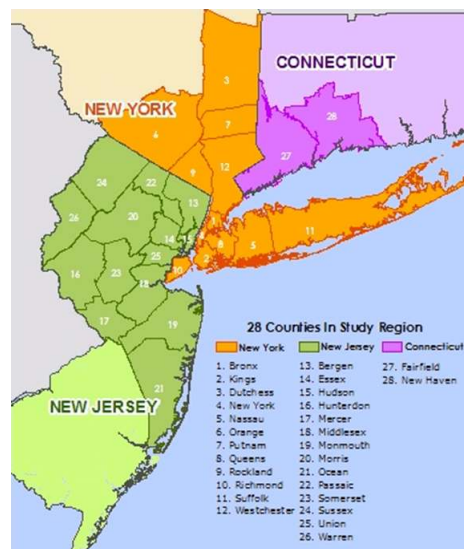 CONNECTICUT
NEW YORK
3
28
6
7
27
12
9
24
22
13
20
1
26
14
15
11
8
5
25
2
10
16
23
18
17
19
28 Counties In Study Region
New York
New Jersey
Connecticut
1. Bronx
2. Kings
3. Dutchess
4. New York
5. Nassau
6. Orange
7. Putnam
8. Queens
9. Rockland
10. Richmond
11. Suffolk
12. Westchester
13. Bergen
14. Essex
15. Hudson
16. Hunterdon
17. Mercer
18. Middlesex
19. Monmouth
20. Morris
21. Ocean
22. Passaic
23. Somerset
24. Sussex
25. Union
26. Warren
27. Fairfield
28. New Haven
21
NEW JERSEY